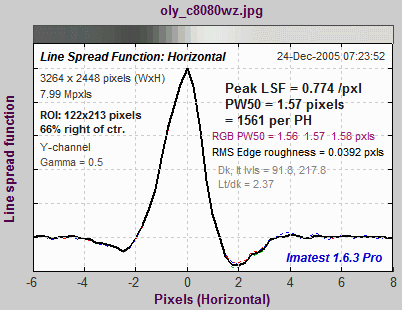 oly_c8080wz.jpg
Line Spread Function: Horizontal
24-Dec-2005 07:23:52
3264 x 2448 pixels (WxH)
7.99 Mpxls
ROI: 122x213 pixels
66% right of ctr.
Y-channel
Gamma = 0.5
Peak LSF = 0.774 /pxl
PW50 = 1.57 pixels
= 1561 per PH
RGB PW50 = 1.56 1.57 1.58 pxls
RMS Edge roughness = 0.0392 pxls
Dk, lt lvls = 91.8, 217.8
Lt/dk = 2.37
Imatest 1.6.3 Pro
Line spread function
-6 -4 -2 0 2 4 6 8
Pixels (Horizontal)